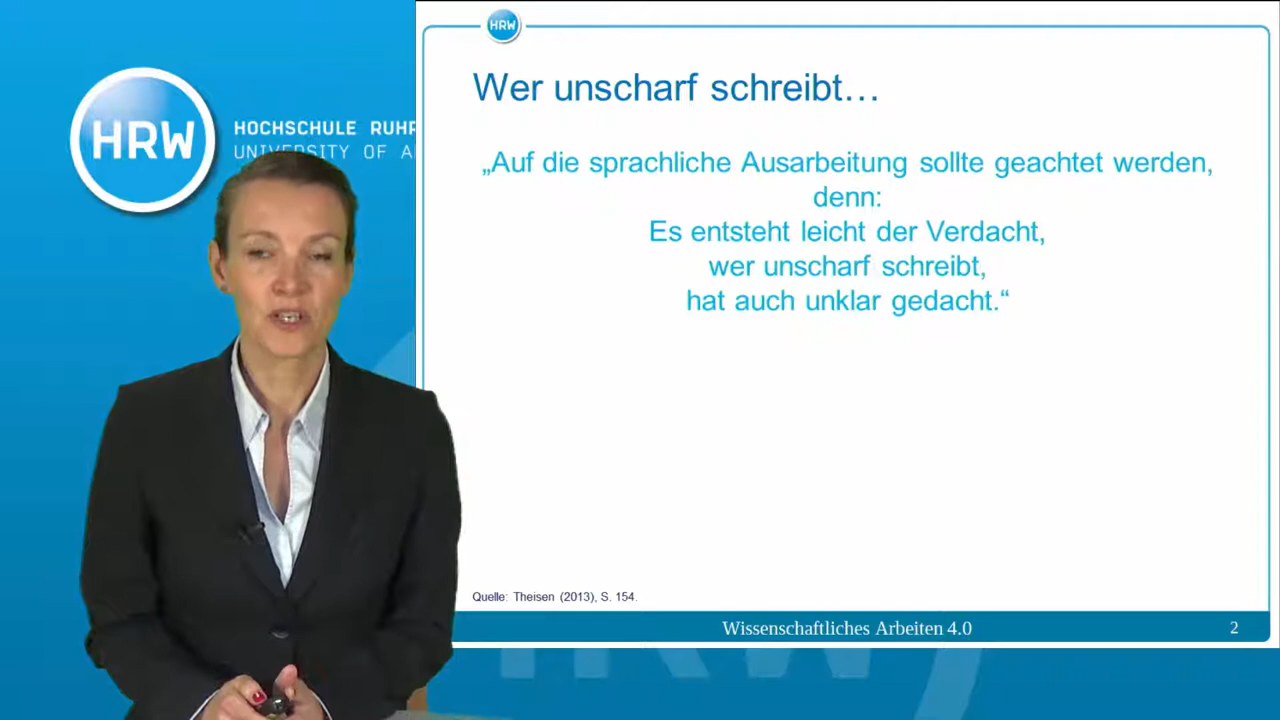 HRW
HOCHSCHULE RUHR
UNIVERSITY OF
HRW
Wer unscharf schreibt…
„Auf die sprachliche Ausarbeitung sollte geachtet werden,
denn:
Es entsteht leicht der Verdacht,
wer unscharf schreibt,
hat auch unklar gedacht.“
Quelle: Theisen (2013), S. 154.
Wissenschaftliches Arbeiten 4.0
2